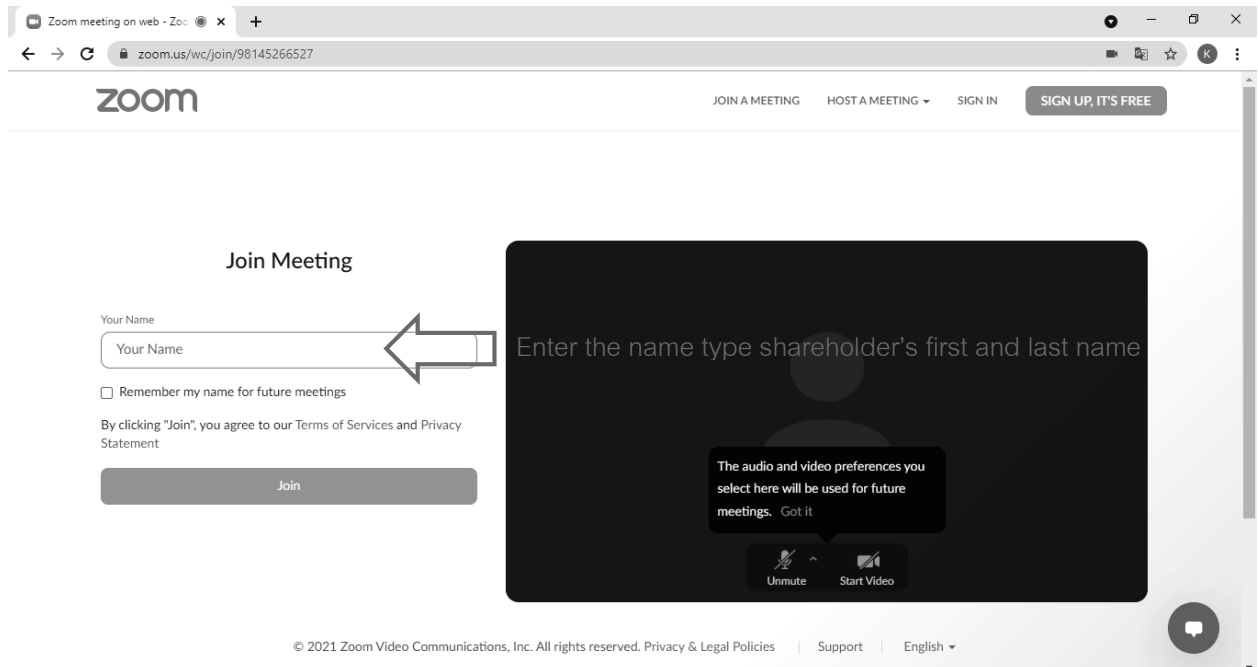 Zoom meeting on web - Zoo
zoom.us/wc/join/98145266527
K
zoom
JOIN A MEETING
HOST A MEETING
SIGN IN
SIGN UP, IT'S FREE
Join Meeting
Your Name
Your Name
Enter the name type shareholder's first and last name
Remember my name for future meetings
By clicking "Join", you agree to our Terms of Services and Privacy
Statement
Join
The audio and video preferences you
select here will be used for future
meetings. Got it
Unmute
Start Video
© 2021 Zoom Video Communications, Inc. All rights reserved. Privacy & Legal Policies | Support | English